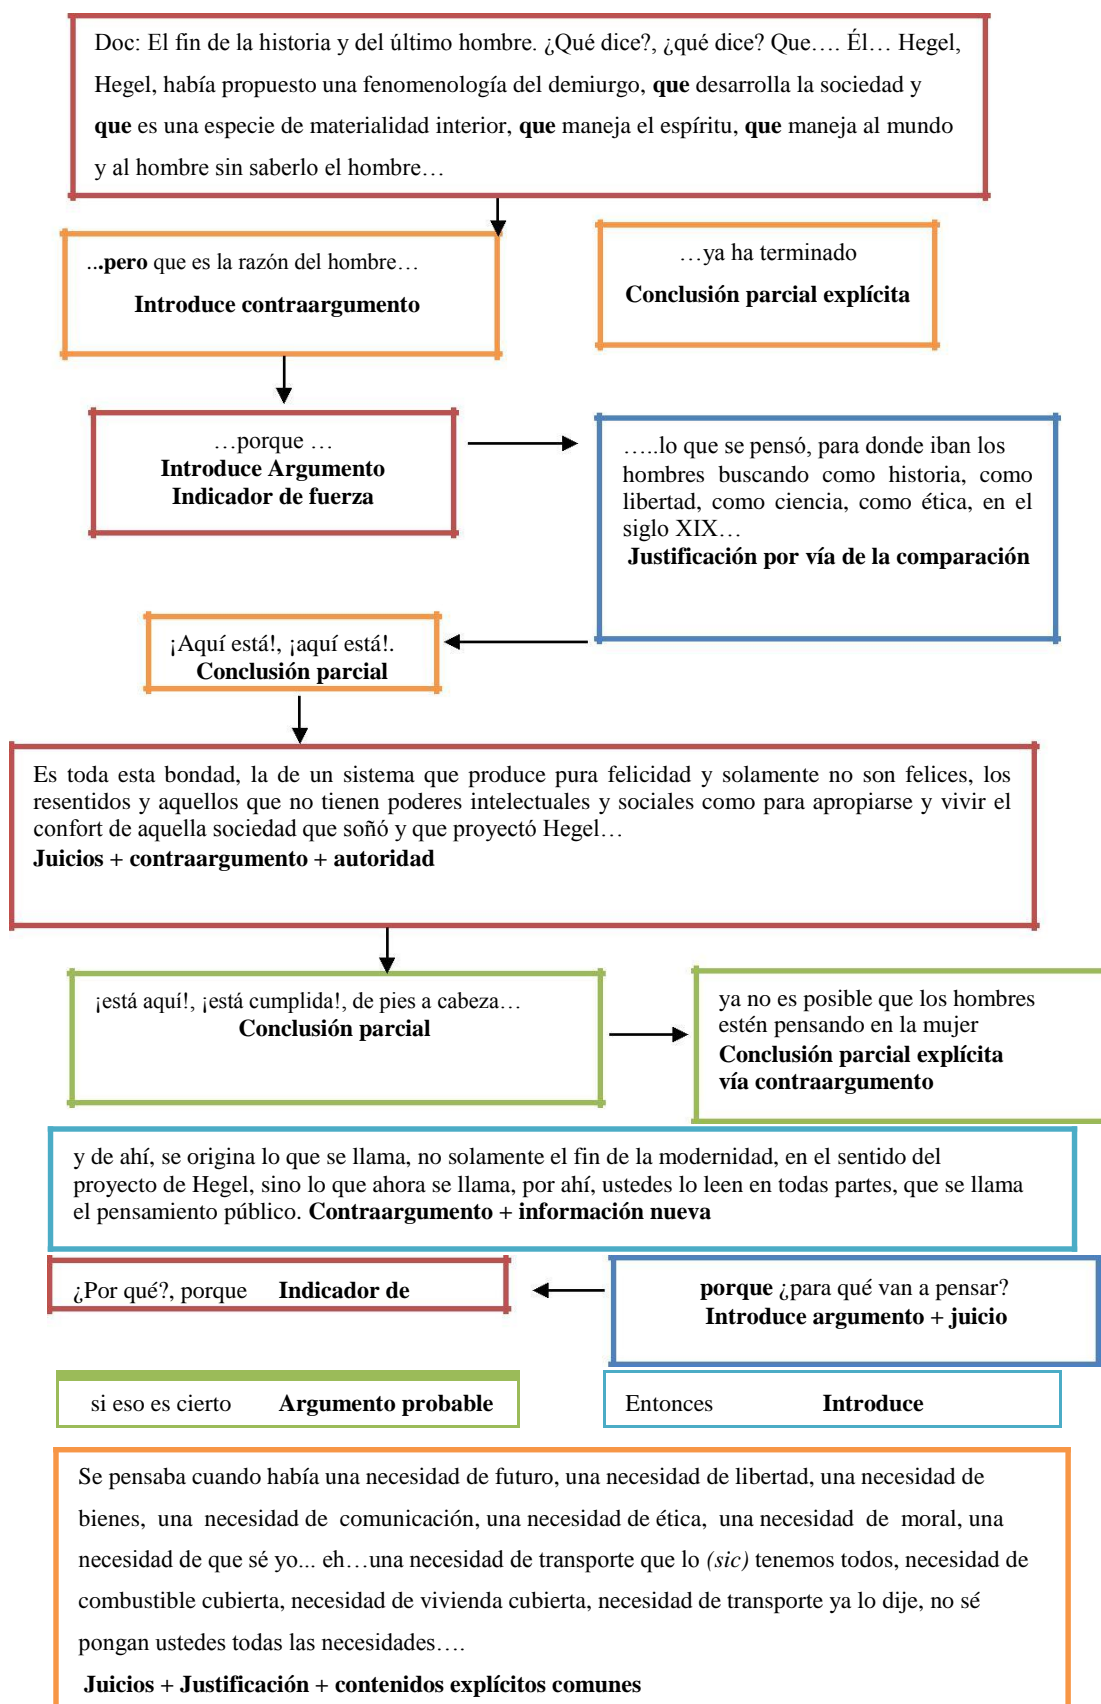 Doc: El fin de la historia y del último hombre. ¿Qué dice?, ¿qué dice? Que…. Él… Hegel,
Hegel, había propuesto una fenomenología del demiurgo, que desarrolla la sociedad y
que es una especie de materialidad interior, que maneja el espíritu, que maneja al mundo
y al hombre sin saberlo el hombre…
...pero que es la razón del hombre…
Introduce contraargumento
…ya ha terminado
Conclusión parcial explícita
…porque …
Introduce Argumento
Indicador de fuerza
…..lo que se pensó, para donde iban los
hombres buscando como historia, como
libertad, como ciencia, como ética, en el
siglo XIX…
Justificación por vía de la comparación
¡Aquí está!, ¡aquí está!.
Conclusión parcial
Es toda esta bondad, la de un sistema que produce pura felicidad y solamente no son felices, los
resentidos y aquellos que no tienen poderes intelectuales y sociales como para apropiarse y vivir el
confort de aquella sociedad que soñó y que proyectó Hegel…
Juicios + contraargumento + autoridad
¡está aquí!, ¡está cumplida!, de pies a cabeza…
Conclusión parcial
ya no es posible que los hombres
estén pensando en la mujer
Conclusión parcial explícita
vía contraargumento
y de ahí, se origina lo que se llama, no solamente el fin de la modernidad, en el sentido del
proyecto de Hegel, sino lo que ahora se llama, por ahí, ustedes lo leen en todas partes, que se llama
el pensamiento público. Contraargumento + información nueva
¿Por qué?, porque Indicador de
porque ¿para qué van a pensar?
Introduce argumento + juicio
si eso es cierto Argumento probable
Entonces Introduce
Se pensaba cuando había una necesidad de futuro, una necesidad de libertad, una necesidad de
bienes, una necesidad de comunicación, una necesidad de ética, una necesidad de moral, una
necesidad de que sé yo... eh…una necesidad de transporte que lo (sic) tenemos todos, necesidad de
combustible cubierta, necesidad de vivienda cubierta, necesidad de transporte ya lo dije, no sé
pongan ustedes todas las necesidades….
Juicios + Justificación + contenidos explícitos comunes